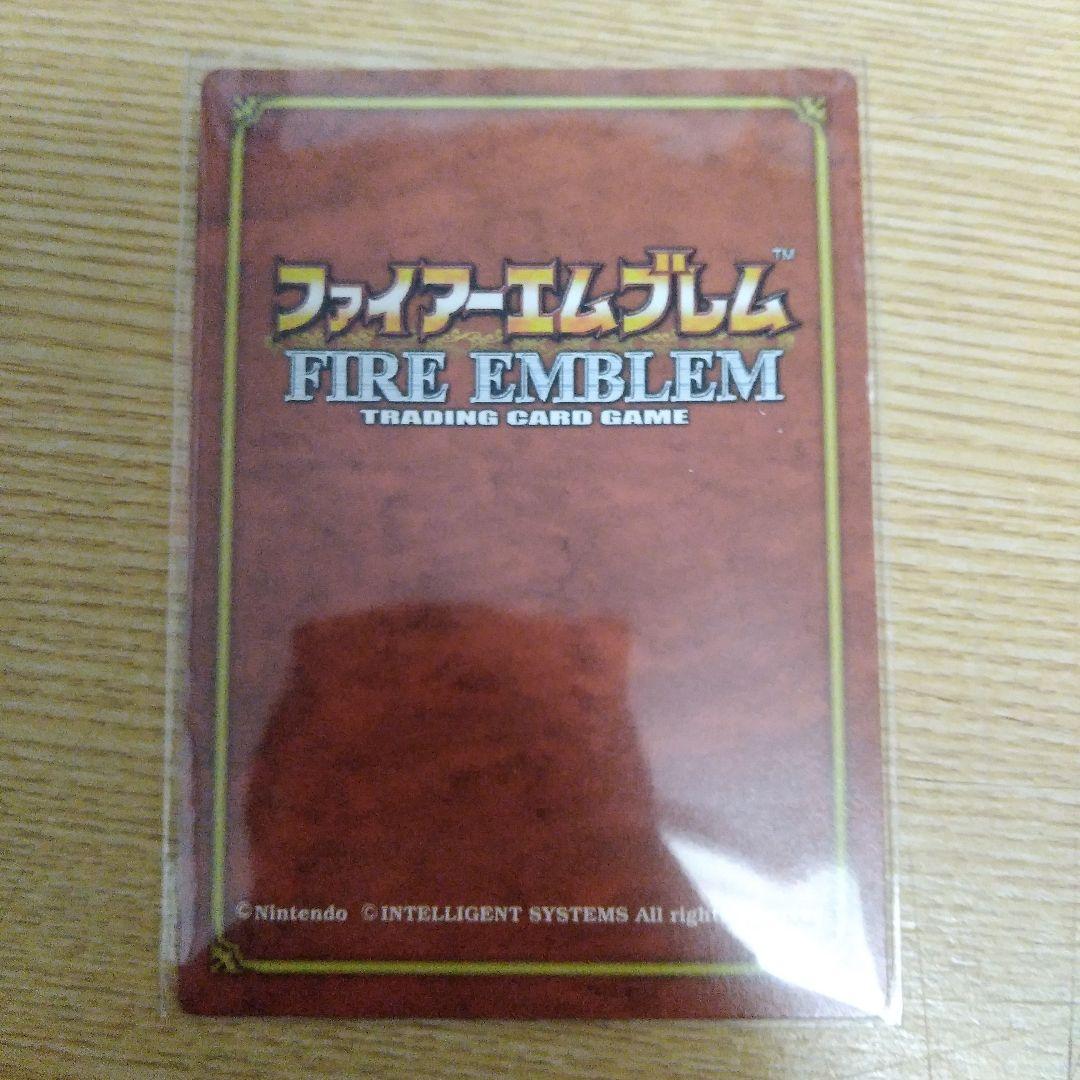 ファイアーエムブレム™
FIRE EMBLEM
TRADING CARD GAME
©Nintendo ©INTELLIGENT SYSTEMS All